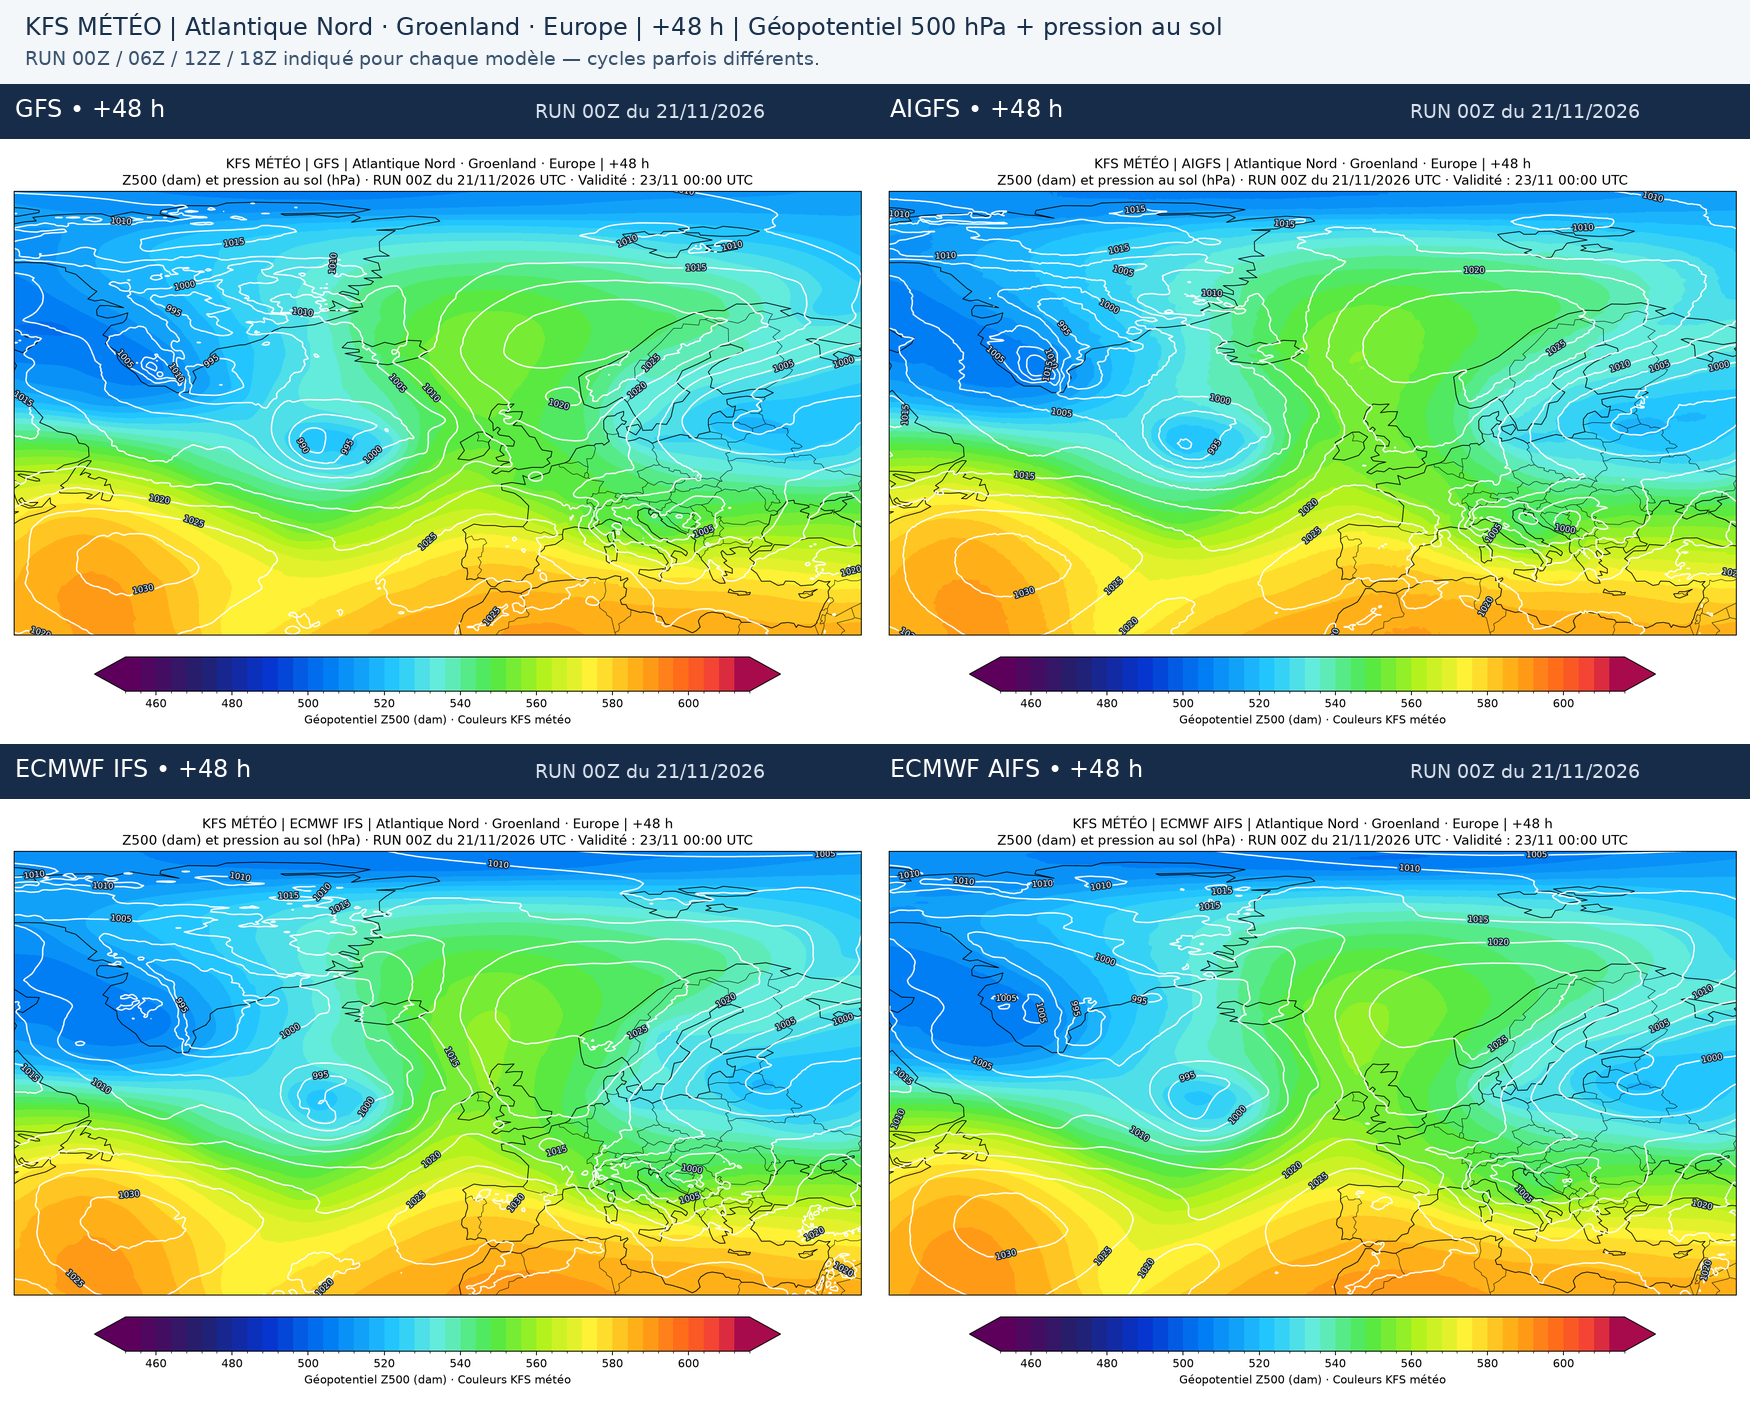 KFS MÉTÉO | Atlantique Nord · Groenland · Europe | +48 h | Géopotentiel 500 hPa + pression au sol
RUN 00Z / 06Z / 12Z / 18Z indiqué pour chaque modèle — cycles parfois différents.
GFS • +48 h
RUN 00Z du 21/11/2026
AIGFS • +48 h
RUN 00Z du 21/11/2026
KFS MÉTÉO | GFS | Atlantique Nord · Groenland · Europe | +48 h
Z500 (dam) et pression au sol (hPa) · RUN 00Z du 21/11/2026 UTC · Validité : 23/11 00:00 UTC
KFS MÉTÉO | AIGFS | Atlantique Nord · Groenland · Europe | +48 h
Z500 (dam) et pression au sol (hPa) · RUN 00Z du 21/11/2026 UTC · Validité : 23/11 00:00 UTC
460 480 500 520 540 560 580 600
Géopotentiel Z500 (dam) · Couleurs KFS météo
460 480 500 520 540 560 580 600
Géopotentiel Z500 (dam) · Couleurs KFS météo
ECMWF IFS • +48 h
RUN 00Z du 21/11/2026
ECMWF AIFS • +48 h
RUN 00Z du 21/11/2026
KFS MÉTÉO | ECMWF IFS | Atlantique Nord · Groenland · Europe | +48 h
Z500 (dam) et pression au sol (hPa) · RUN 00Z du 21/11/2026 UTC · Validité : 23/11 00:00 UTC
KFS MÉTÉO | ECMWF AIFS | Atlantique Nord · Groenland · Europe | +48 h
Z500 (dam) et pression au sol (hPa) · RUN 00Z du 21/11/2026 UTC · Validité : 23/11 00:00 UTC
460 480 500 520 540 560 580 600
Géopotentiel Z500 (dam) · Couleurs KFS météo
460 480 500 520 540 560 580 600
Géopotentiel Z500 (dam) · Couleurs KFS météo